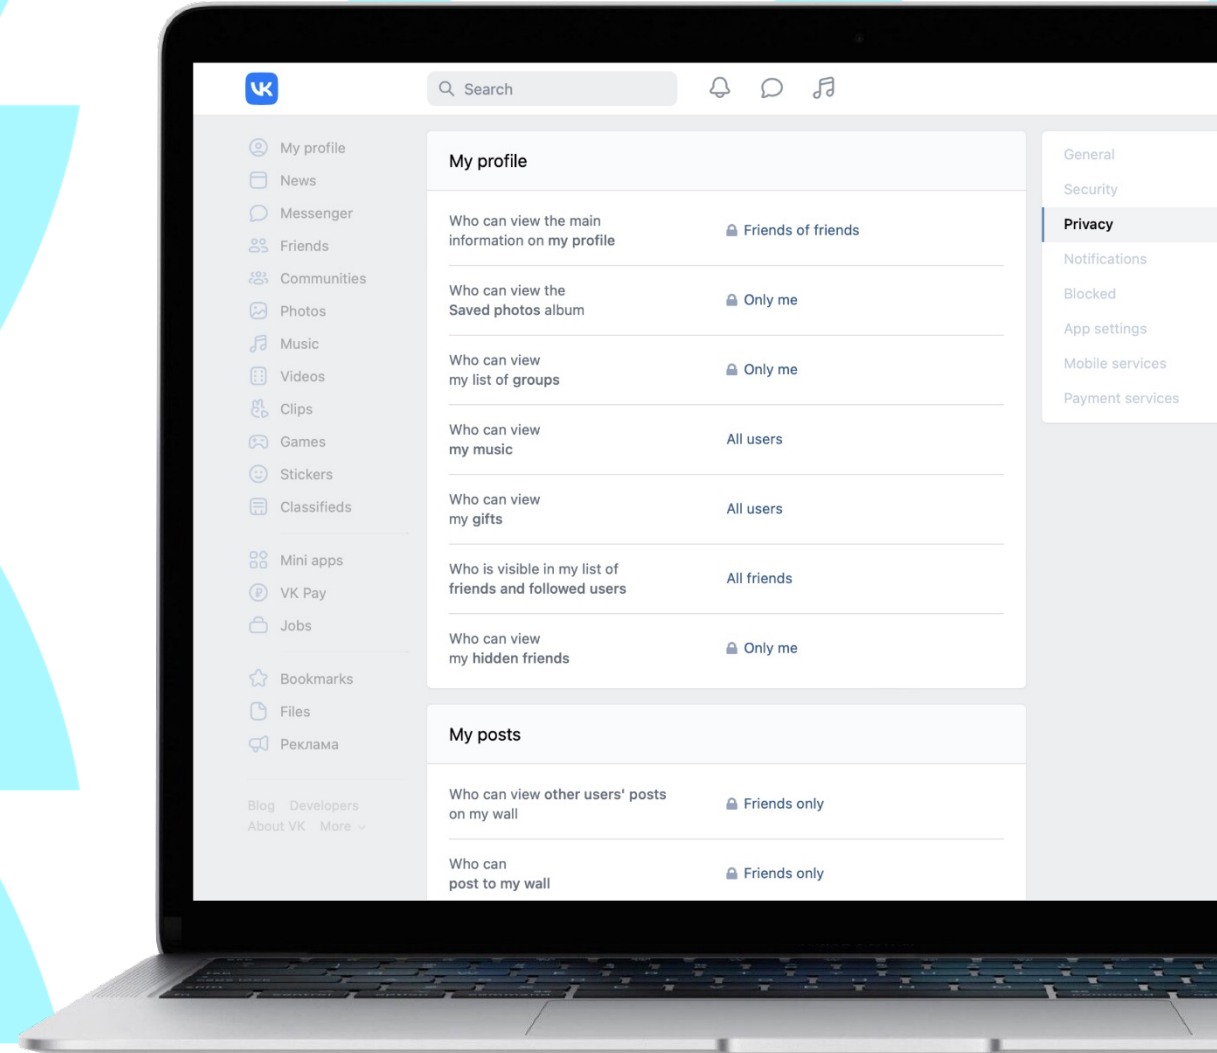 VK
Search
My profile
News
Messenger
Friends
Communities
Photos
Music
Videos
Clips
Games
Stickers
Classifieds
Mini apps
VK Pay
Jobs
Bookmarks
Files
Реклама
Blog Developers
About VK More
My profile
Who can view the main
information on my profile
Friends of friends
Who can view the
Saved photos album
Only me
Who can view
my list of groups
Only me
Who can view
my music
All users
Who can view
my gifts
All users
Who is visible in my list of
friends and followed users
All friends
Who can view
my hidden friends
Only me
My posts
Who can view other users' posts
on my wall
Friends only
Who can
post to my wall
Friends only
General
Security
Privacy
Notifications
Blocked
App settings
Mobile services
Payment services
control option command
command